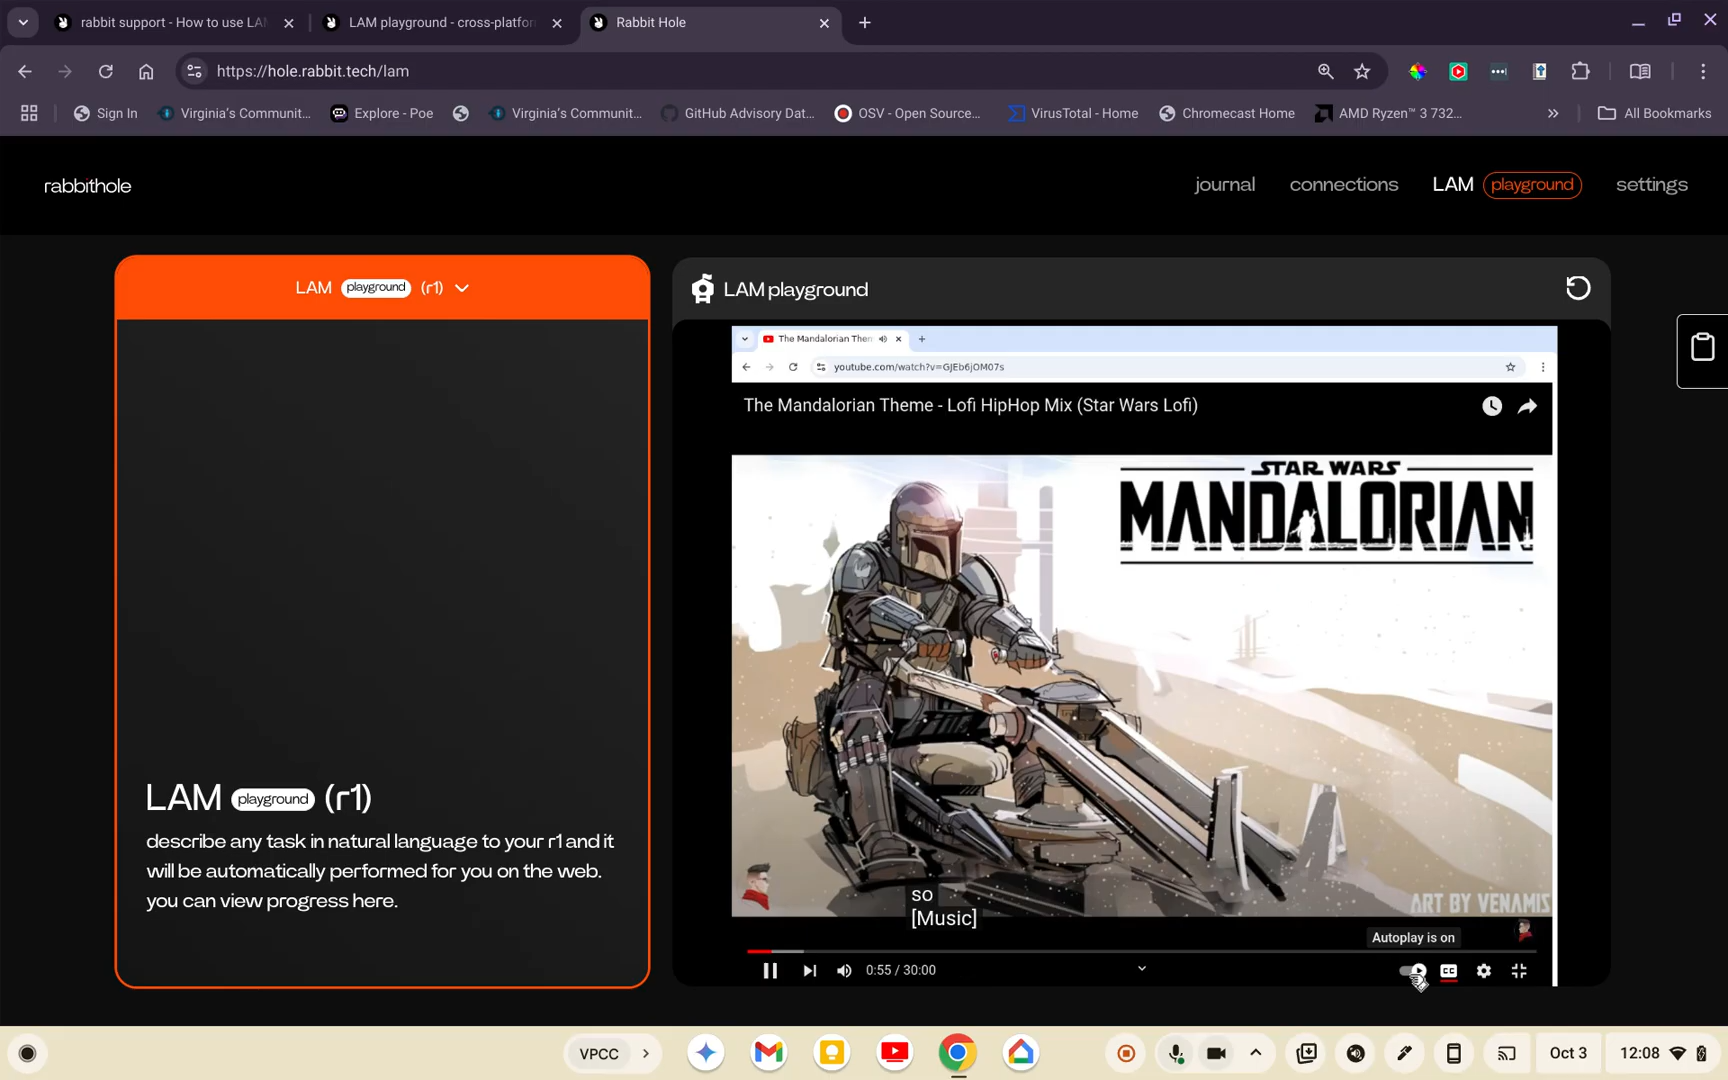 rabbit support - How to use LAM
LAM playground - cross-platfor
Rabbit Hole
https://hole.rabbit.tech/lam
Sign In
Virginia's Communit...
Explore - Poe
Virginia's Communit...
GitHub Advisory Dat...
OSV - Open Source...
VirusTotal - Home
Chromecast Home
AMD Ryzen™ 3 732...
»
All Bookmarks
rabbithole
journal
connections
LAM playground
settings
LAM playground (r1)
LAM playground
The Mandalorian Them
youtube.com/watch?v=GJEb6jOM07s
The Mandalorian Theme - Lofi HipHop Mix (Star Wars Lofi)
STAR WARS
MANDALORIAN
LAM playground (r1)
describe any task in natural language to your r1 and it
will be automatically performed for you on the web.
you can view progress here.
so
[Music]
ART BY VENAMIS
Autoplay is on
0:55 / 30:00
CC
VPCC
Oct 3
12:08